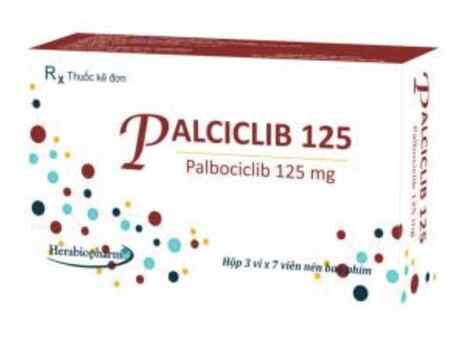 Rx Thuốc kê đơn
PALCICLIB 125
Palbociclib 125 mg
Herabiopharm
Hộp 3 vỉ x 7 viên nén bao phim
PALCICLIB 125
Palbociclib 125 mg